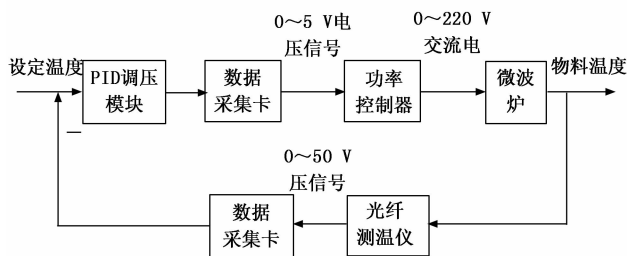 0～5 V电
压信号
0～220 V
交流电
设定温度
PID调压
模块
数据
采集卡
功率
控制器
微波
炉
物料温度
—
0～50 V
压信号
数据
采集卡
光纤
测温仪